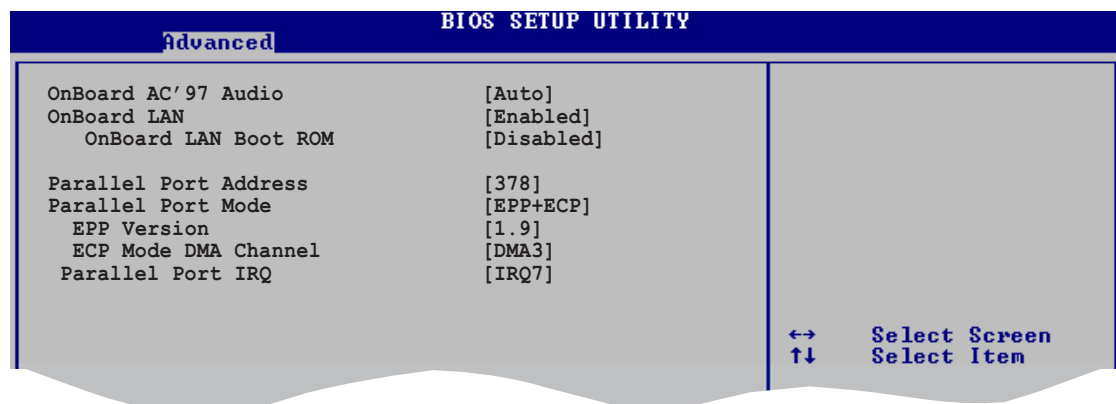 BIOS SETUP UTILITY
Advanced
OnBoard AC'97 Audio [Auto]
OnBoard LAN [Enabled]
OnBoard LAN Boot ROM [Disabled]
Parallel Port Address [378]
Parallel Port Mode [EPP+ECP]
EPP Version [1.9]
ECP Mode DMA Channel [DMA3]
Parallel Port IRQ [IRQ7]
←→ Select Screen
↑↓ Select Item